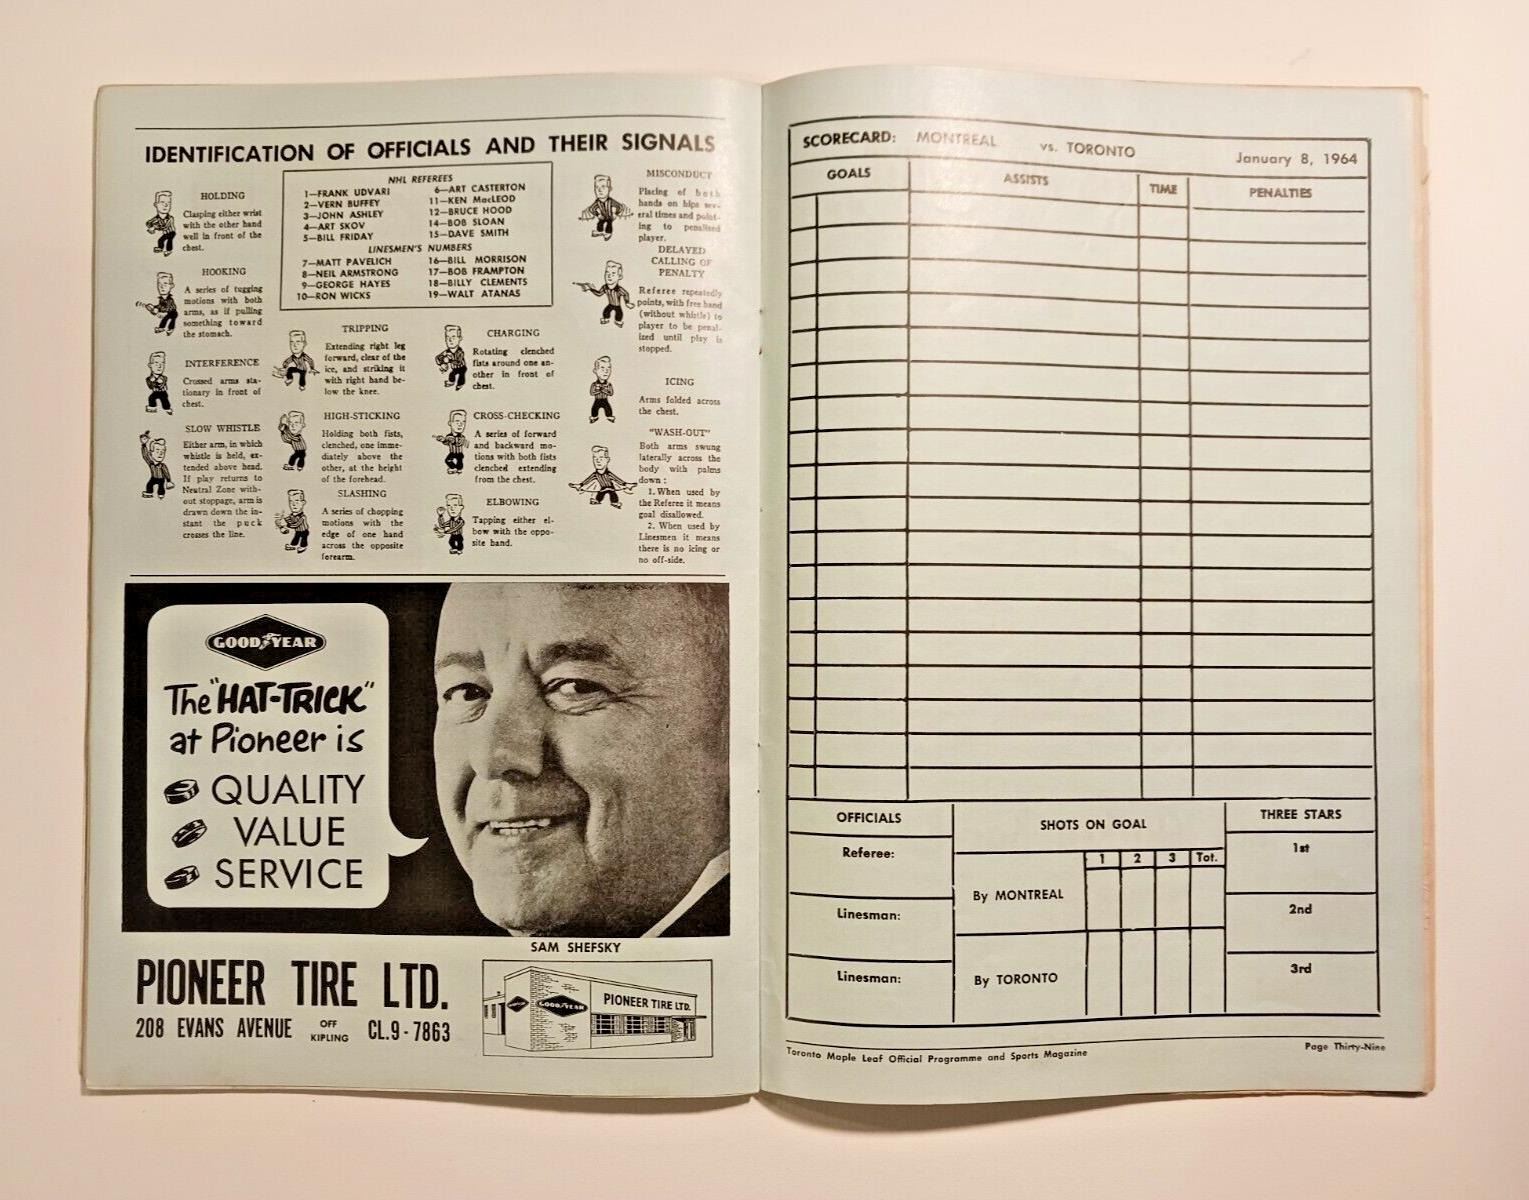 IDENTIFICATION OF OFFICIALS AND THEIR SIGNALS
HOLDING
Clasping either wrist
with the other hand
well in front of the
chest.
HOOKING
A series of tugging
motions with both
arms, as if pulling
something toward
the stomach.
INTERFERENCE
Crossed arms sta-
tionary in front of
chest.
SLOW WHISTLE
Either arm, in which
whistle is held, ex-
tended above head.
If play returns to
Neutral Zone with-
out stoppage, arm is
drawn down the in-
stant the puck
crosses the line.
NHL REFEREES
1—FRANK UDVARI
2—VERN BUFFEY
3—JOHN ASHLEY
4—ART SKOV
5—BILL FRIDAY
6—ART CASTERTON
11—KEN MacLEOD
12—BRUCE HOOD
14—BOB SLOAN
15—DAVE SMITH
LINESMEN'S NUMBERS
7—MATT PAVELICH
8—NEIL ARMSTRONG
9—GEORGE HAYES
10—RON WICKS
16—BILL MORRISON
17—BOB FRAMPTON
18—BILLY CLEMENTS
19—WALT ATANAS
TRIPPING
Extending right leg
forward, clear of the
ice, and striking it
with right hand be-
low the knee.
HIGH-STICKING
Holding both fists,
clenched, one imme-
diately above the
other, at the height
of the forehead.
SLASHING
A series of chopping
motions with the
edge of one hand
across the opposite
forearm.
CHARGING
Rotating clenched
fists around one an-
other in front of
chest.
CROSS-CHECKING
A series of forward
and backward mo-
tions with both fists
clenched extending
from the chest.
ELBOWING
Tapping either el-
bow with the oppo-
site hand.
MISCONDUCT
Placing of both
hands on hips sev-
eral times and point-
ing to penalised
player.
DELAYED
CALLING OF
PENALTY
Referee repeatedly
points, with free hand
(without whistle) to
player to be penal-
ized until play is
stopped.
ICING
Arms folded across
the chest.
"WASH-OUT"
Both arms swung
laterally across the
body with palms
down:
1. When used by
the Referee it means
goal disallowed.
2. When used by
Linesmen it means
there is no icing or
no off-side.
GOODYEAR
The "HAT-TRICK"
at Pioneer is
QUALITY
VALUE
SERVICE
SAM SHEFSKY
PIONEER TIRE LTD.
208 EVANS AVENUE OFF KIPLING CL.9-7863
GOODYEAR
PIONEER TIRE LTD.
SCORECARD: MONTREAL vs. TORONTO January 8, 1964
GOALS ASSISTS TIME PENALTIES
OFFICIALS
Referee:
Linesman:
Linesman:
SHOTS ON GOAL
1 2 3 Tot.
By MONTREAL
By TORONTO
THREE STARS
1st
2nd
3rd
Toronto Maple Leaf Official Programme and Sports Magazine
Page Thirty-Nine